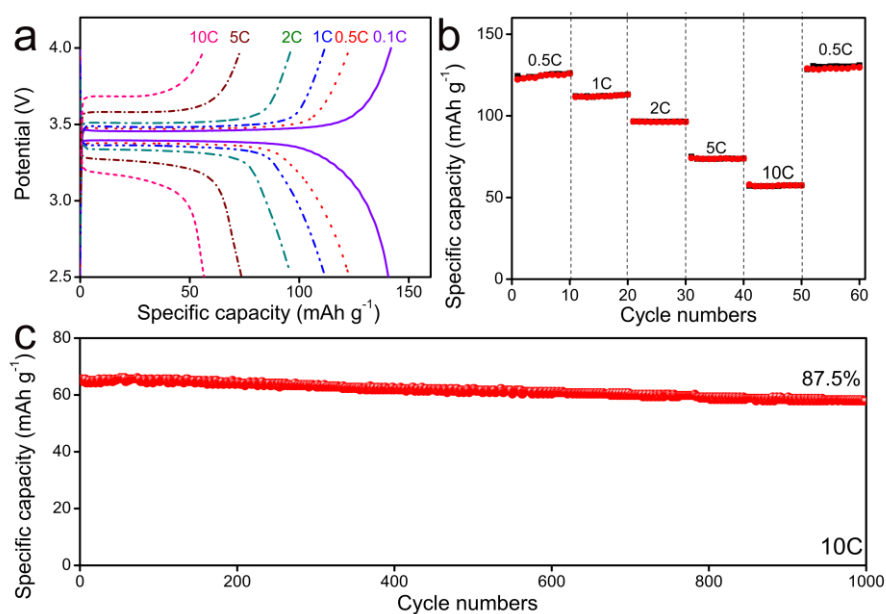 a
10C 5C 2C 1C 0.5C 0.1C
Potential (V)
4.0
3.5
3.0
2.5
0 50 100 150
Specific capacity (mAh g⁻¹)
b
Specific capacity (mAh g⁻¹)
150
100
50
0
0.5C
1C
2C
5C
10C
0.5C
0 10 20 30 40 50 60
Cycle numbers
c
Specific capacity (mAh g⁻¹)
80
60
40
20
0
87.5%
10C
0 200 400 600 800 1000
Cycle numbers